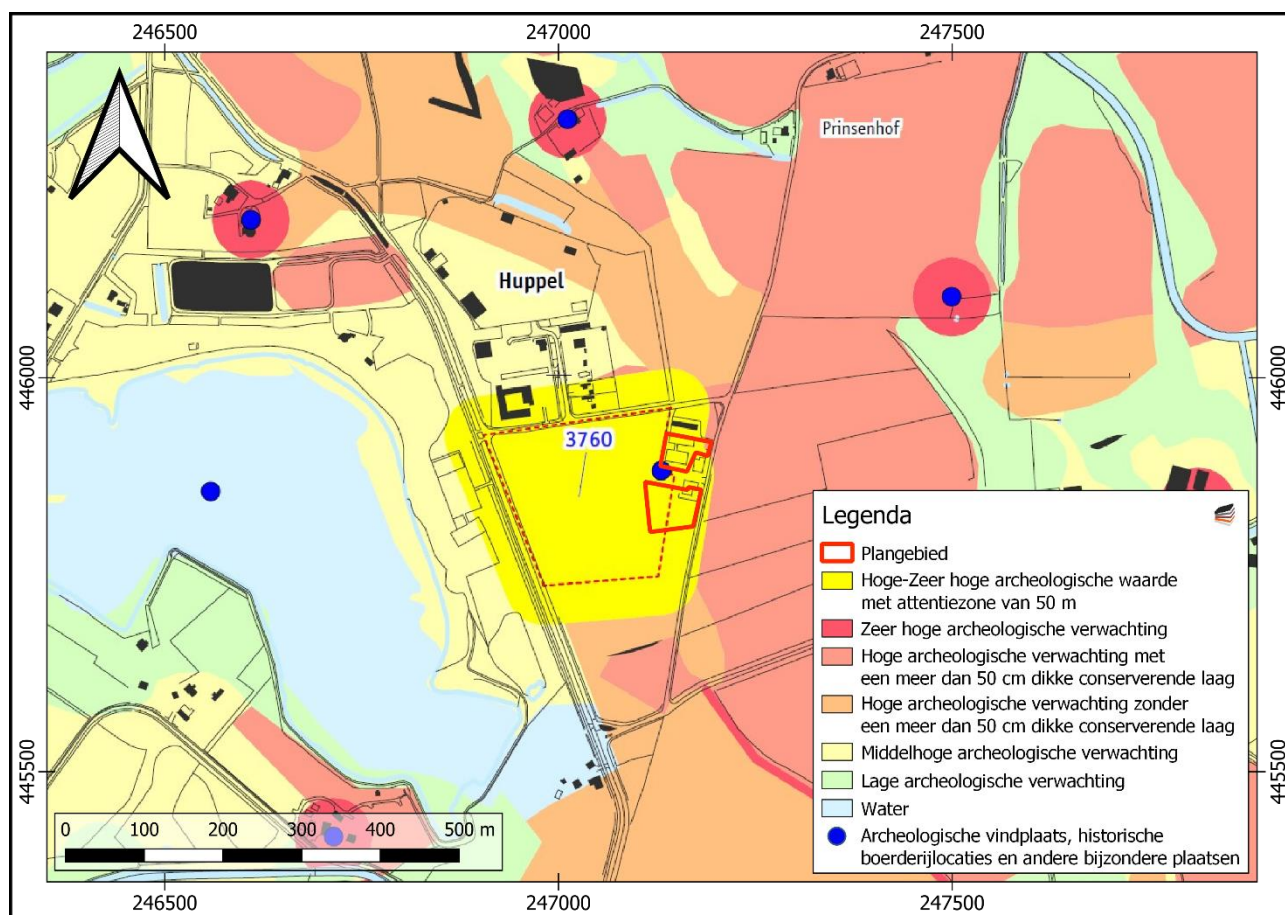 246500
247000
247500
Prinsenhof
Huppel
446000
446000
3760
Legenda
Plangebied
Hoge-Zeer hoge archeologische waarde
met attentiezone van 50 m
Zeer hoge archeologische verwachting
Hoge archeologische verwachting met
een meer dan 50 cm dikke conserverende laag
Hoge archeologische verwachting zonder
een meer dan 50 cm dikke conserverende laag
Middelhoge archeologische verwachting
Lage archeologische verwachting
Water
Archeologische vindplaats, historische
boerderijlocaties en andere bijzondere plaatsen
445500
445500
0 100 200 300 400 500 m
246500
247000
247500